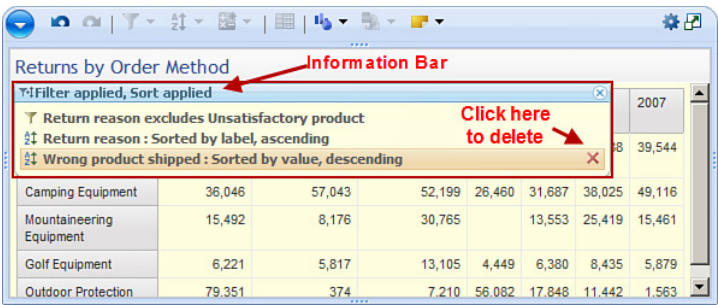 Returns by Order Method
Information Bar
Filter applied, Sort applied
Return reason excludes Unsatisfactory product
Return reason : Sorted by label, ascending
Wrong product shipped : Sorted by value, descending
Click here
to delete
2007
39,544
Camping Equipment 36,046 57,043 52,199 26,460 31,687 38,025 49,116
Mountaineering 15,492 8,176 30,765 13,553 25,419 15,461
Equipment
Golf Equipment 6,221 5,817 13,105 4,449 6,380 8,435 5,879
Outdoor Protection 79,351 374 7,210 56,082 17,848 11,442 1,563